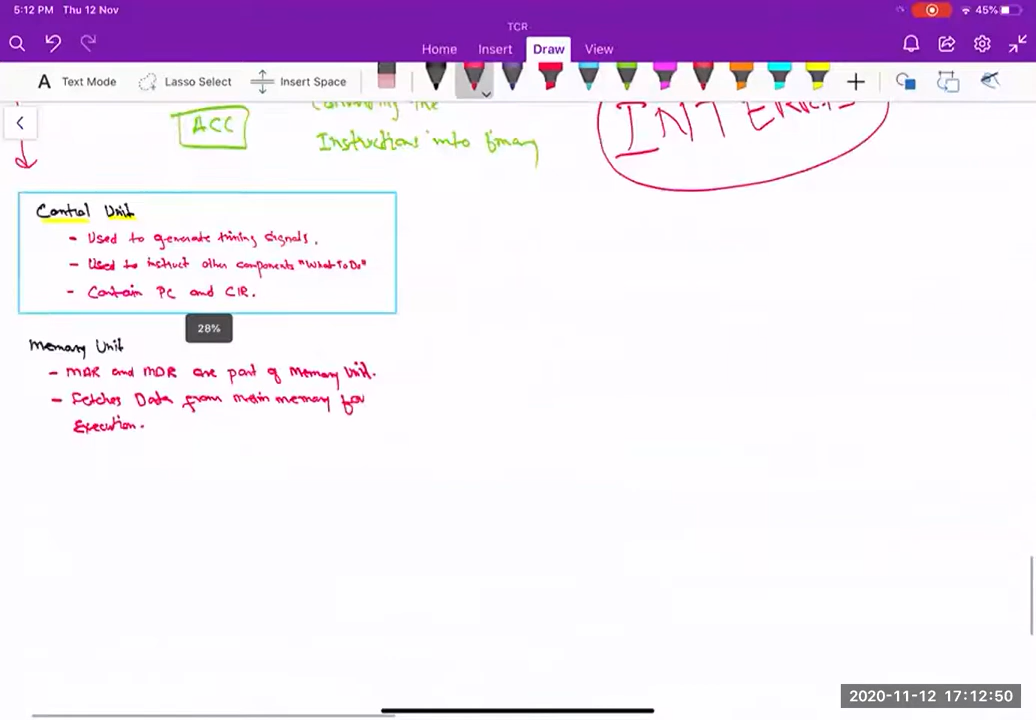 5:12 PM Thu 12 Nov
45%
TCR
Home Insert Draw View
A Text Mode Lasso Select Insert Space
the
ACC
Instructions into binary
Control Unit
- Used to generate timing signals.
- Used to instruct other components "What To Do"
- Contain PC and CIR.
28%
Memory Unit
- MAR and MDR are part of Memory Unit.
- Fetches Data from main memory for
Execution.
2020-11-12 17:12:50